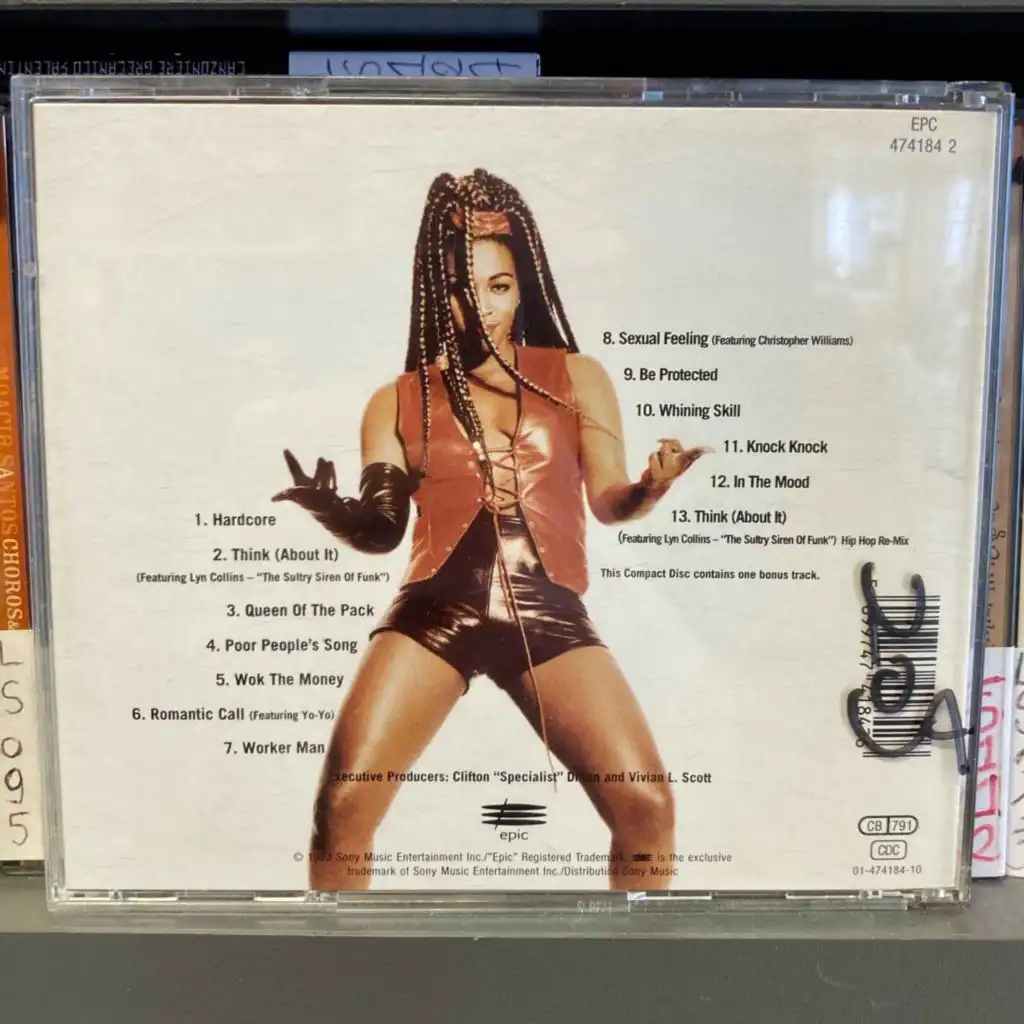 EPC
474184 2
8. Sexual Feeling (Featuring Christopher Williams)
9. Be Protected
10. Whining Skill
11. Knock Knock
12. In The Mood
13. Think (About It)
(Featuring Lyn Collins – "The Sultry Siren Of Funk") Hip Hop Re-Mix
This Compact Disc contains one bonus track.
1. Hardcore
2. Think (About It)
(Featuring Lyn Collins – "The Sultry Siren Of Funk")
3. Queen Of The Pack
4. Poor People's Song
5. Wok The Money
6. Romantic Call (Featuring Yo-Yo)
7. Worker Man
Executive Producers: Clifton "Specialist" Dillon and Vivian L. Scott
epic
© 1993 Sony Music Entertainment Inc./"Epic" Registered Trademark. is the exclusive
trademark of Sony Music Entertainment Inc./Distribution Sony Music
CB 791
CDC
01-474184-10
SANTOS CHOROS &
L
S
0
9
5